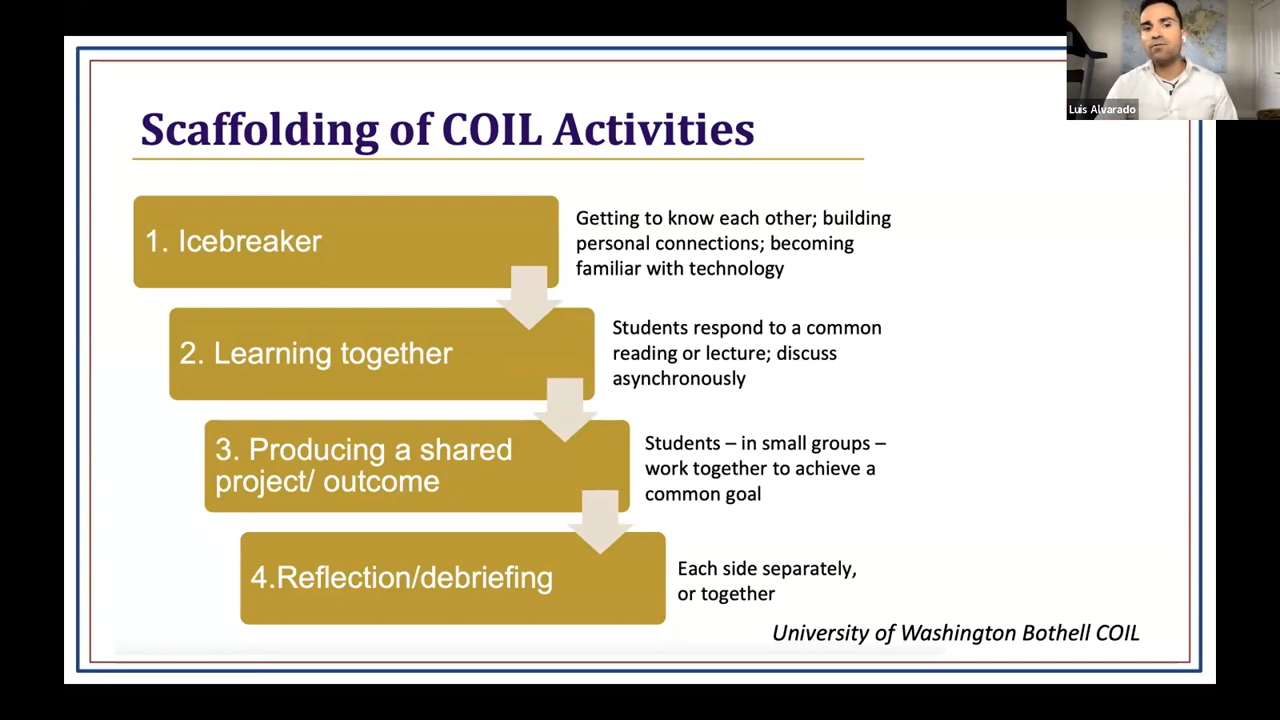 Luis Alvarado
Scaffolding of COIL Activities
1. Icebreaker
Getting to know each other; building
personal connections; becoming
familiar with technology
2. Learning together
Students respond to a common
reading or lecture; discuss
asynchronously
3. Producing a shared
project/ outcome
Students – in small groups –
work together to achieve a
common goal
4.Reflection/debriefing
Each side separately,
or together
University of Washington Bothell COIL